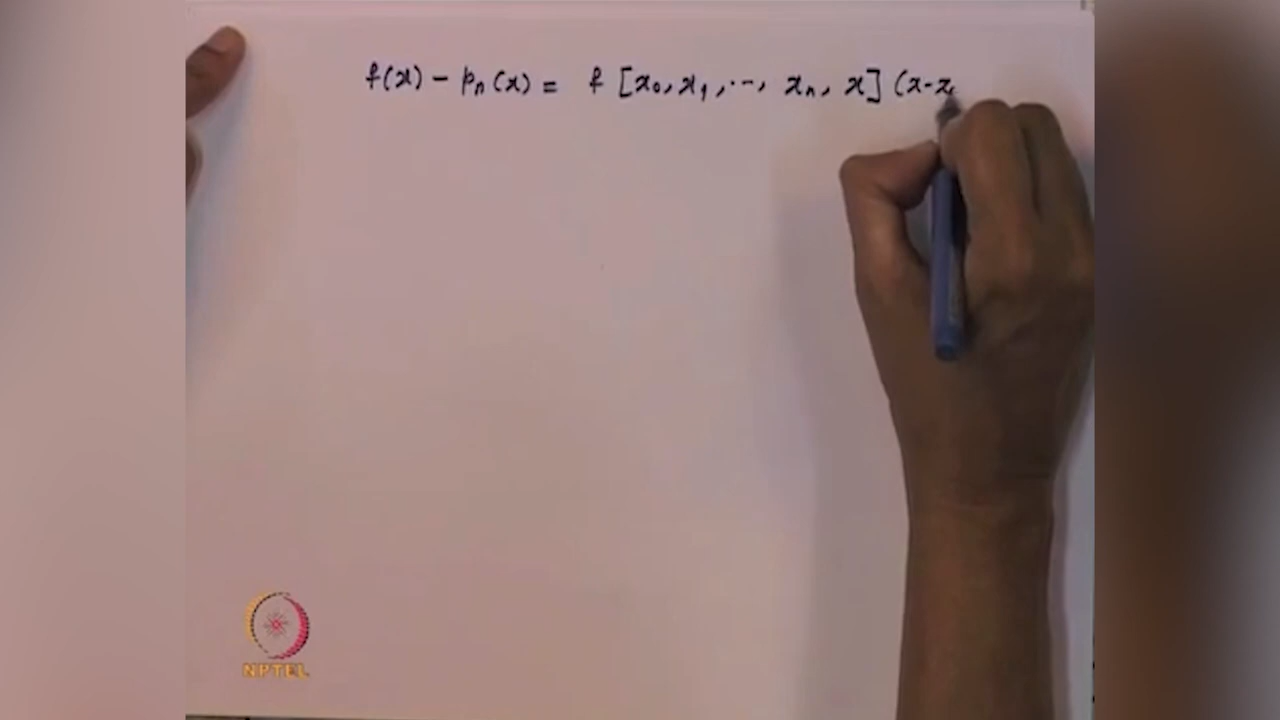 f(x) - pₙ(x) = f [x₀, x₁, ..., xₙ, x] (x-x
NPTEL